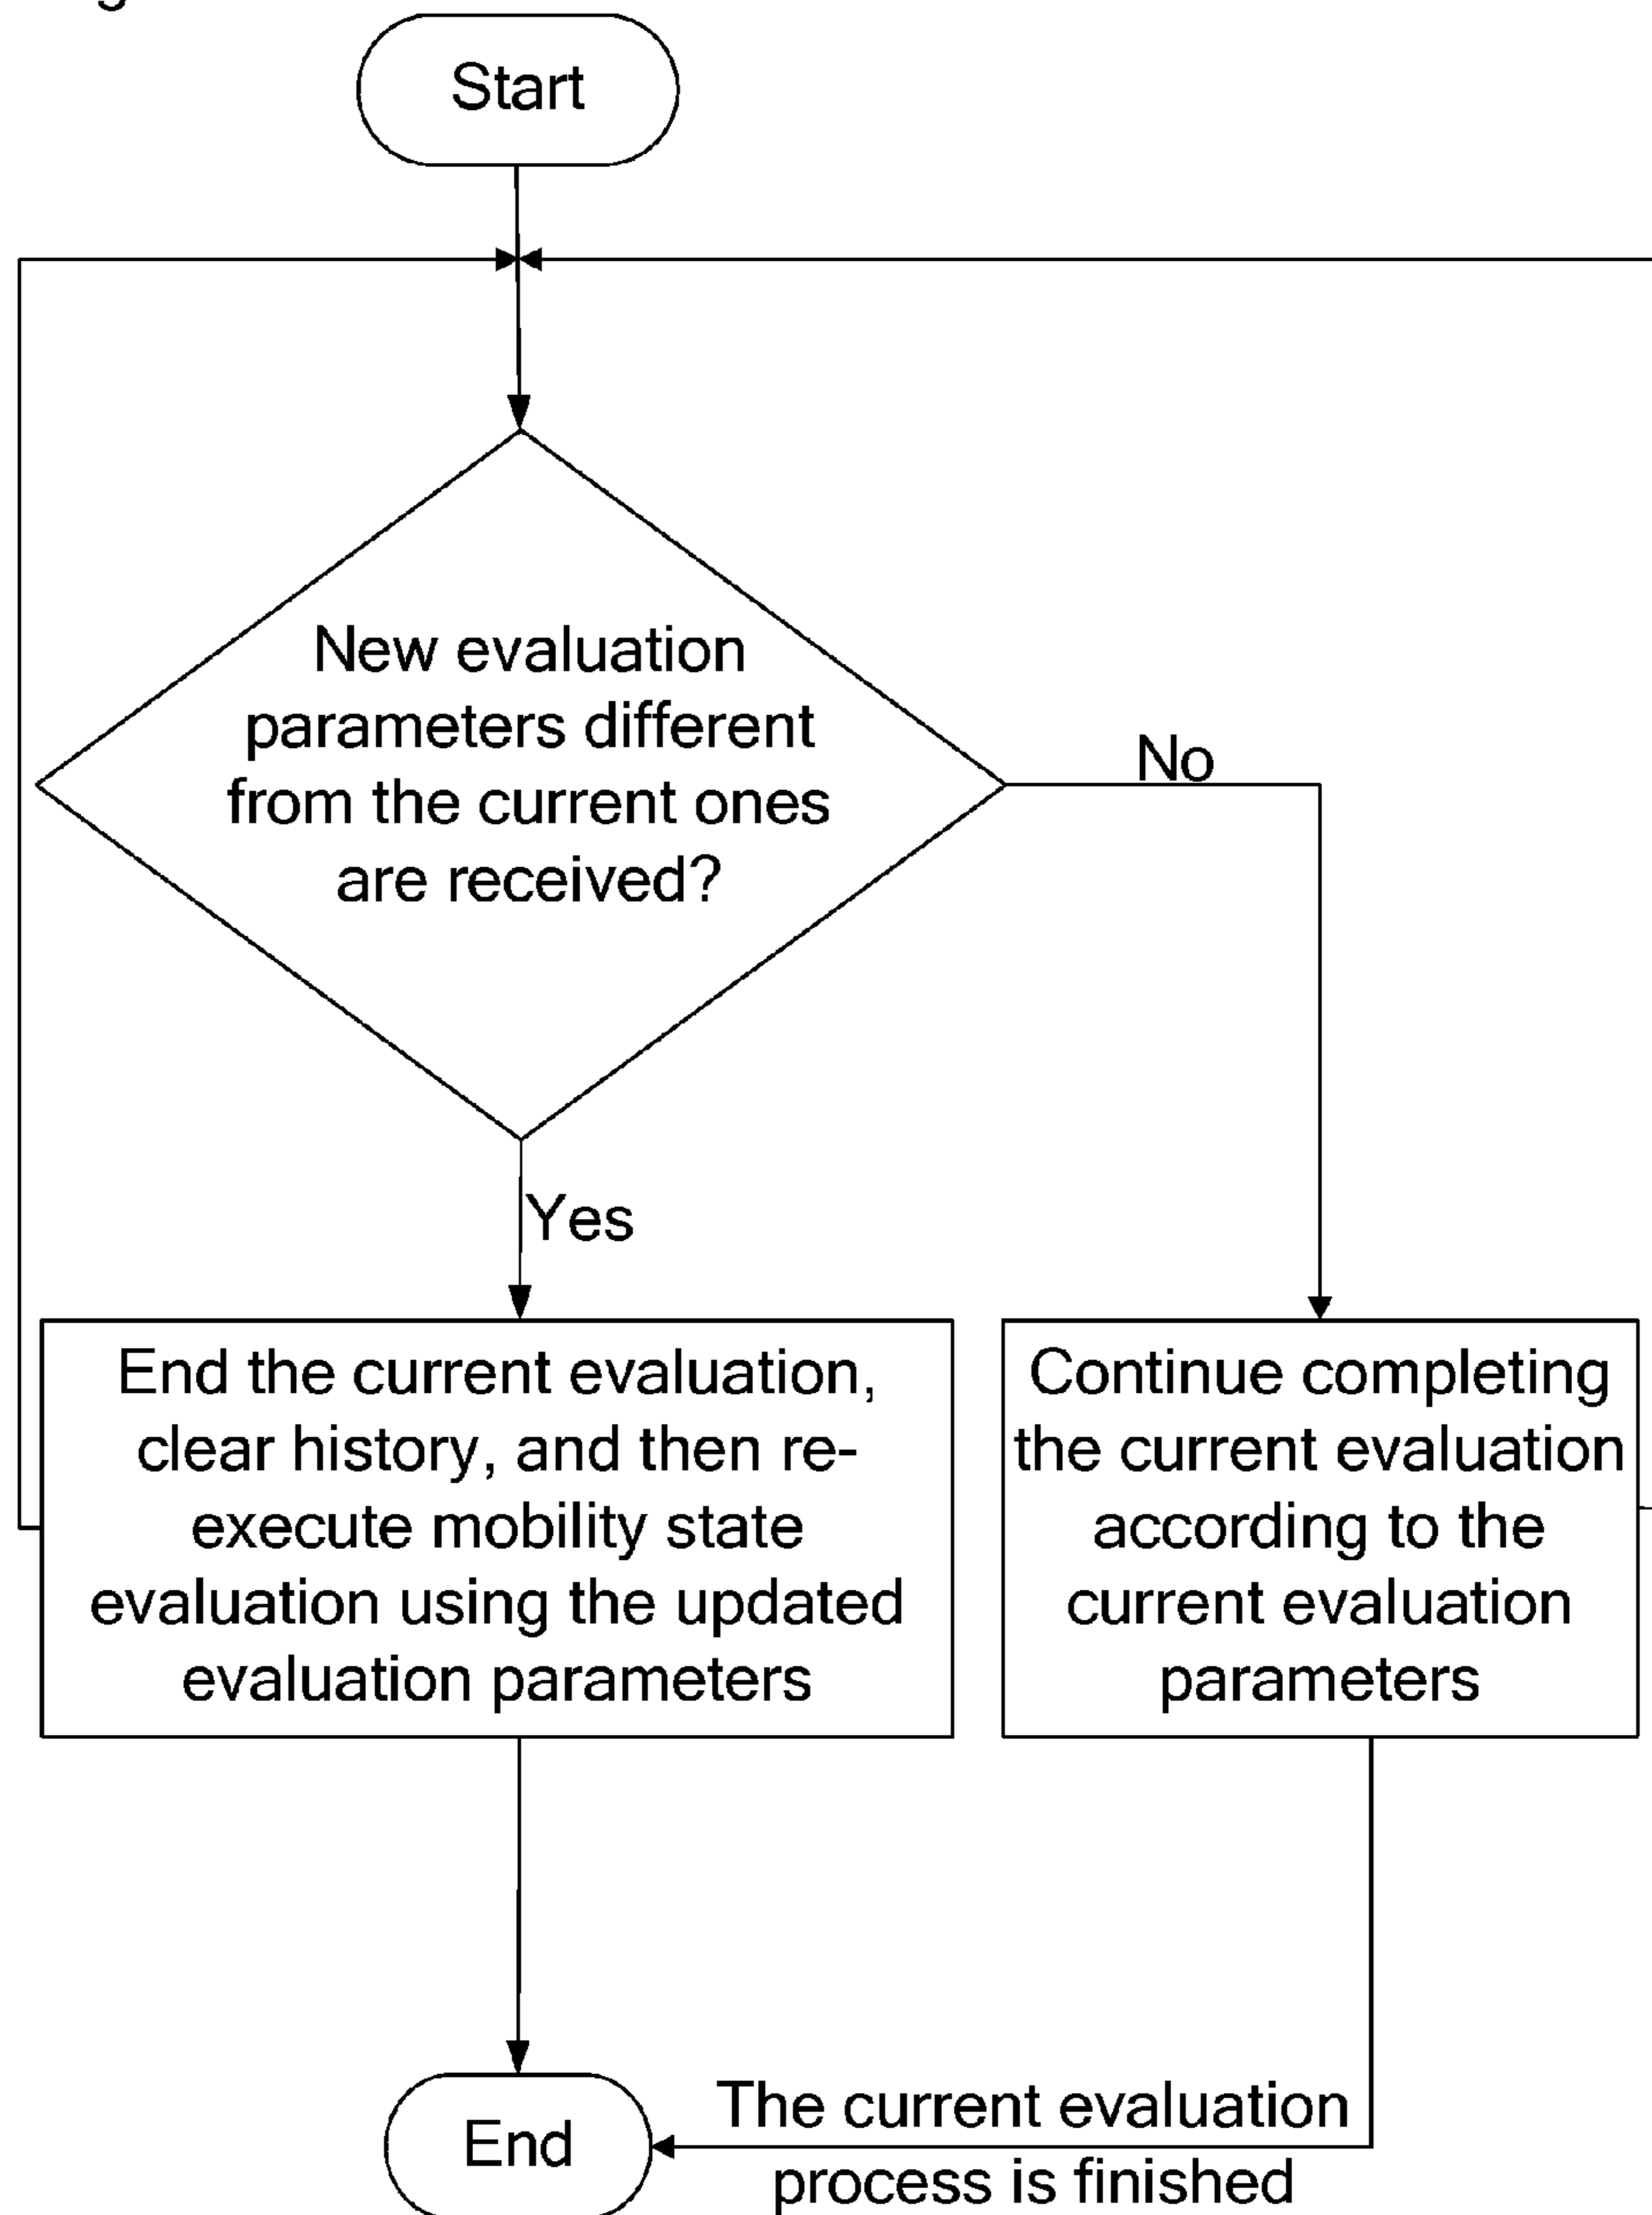 Start
New evaluation
parameters different
from the current ones
are received?
No
Yes
End the current evaluation,
clear history, and then re-
execute mobility state
evaluation using the updated
evaluation parameters
Continue completing
the current evaluation
according to the
current evaluation
parameters
The current evaluation
process is finished
End